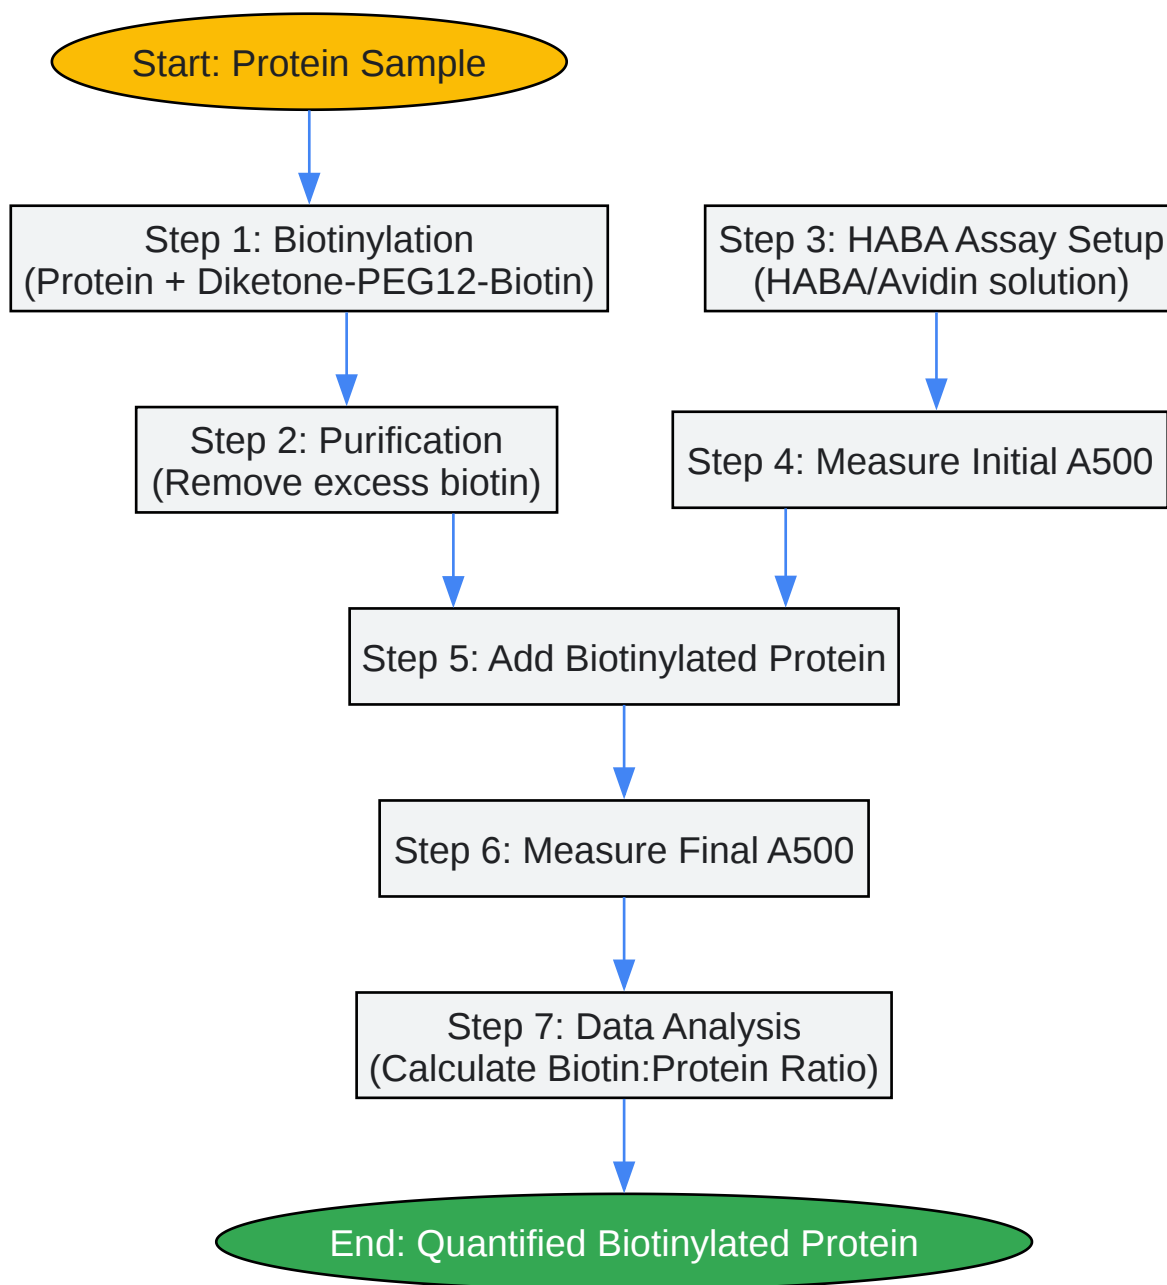 Start: Protein Sample
Step 1: Biotinylation
(Protein + Diketone-PEG12-Biotin)
Step 3: HABA Assay Setup
(HABA/Avidin solution)
Step 2: Purification
(Remove excess biotin)
Step 4: Measure Initial A500
Step 5: Add Biotinylated Protein
Step 6: Measure Final A500
Step 7: Data Analysis
(Calculate Biotin:Protein Ratio)
End: Quantified Biotinylated Protein